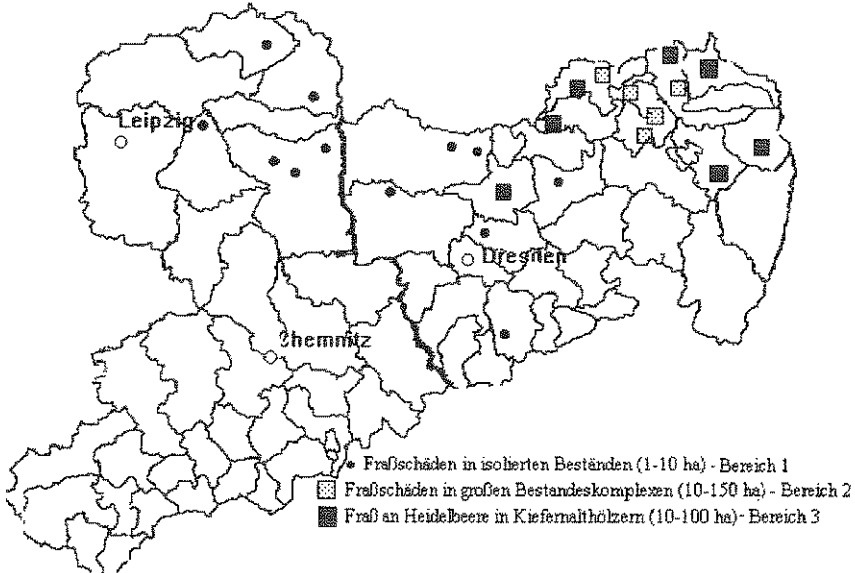 Leipzig
Dresden
Chemnitz
Fraßschäden in isolierten Beständen (1-10 ha) - Bereich 1
Fraßschäden in großen Bestandeskomplexen (10-150 ha) - Bereich 2
Fraß an Heidelbeere in Kiefernalthölzern (10-100 ha)- Bereich 3